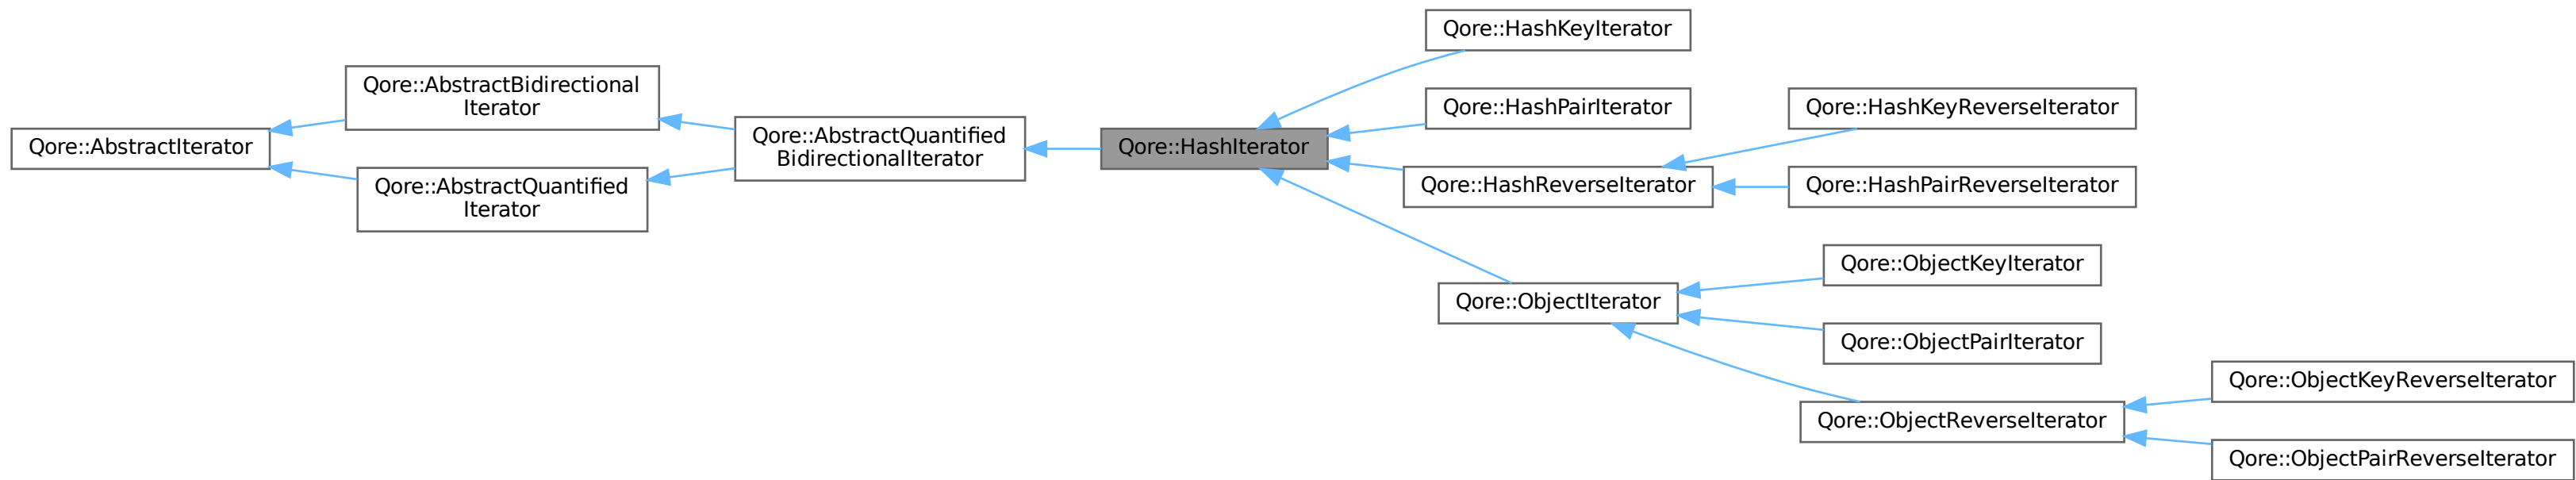 Qore::AbstractIterator
Qore::AbstractBidirectional
Iterator
Qore::AbstractQuantified
Iterator
Qore::AbstractQuantified
BidirectionalIterator
Qore::HashIterator
Qore::HashKeyIterator
Qore::HashPairIterator
Qore::HashReverseIterator
Qore::HashKeyReverseIterator
Qore::HashPairReverseIterator
Qore::ObjectIterator
Qore::ObjectKeyIterator
Qore::ObjectPairIterator
Qore::ObjectReverseIterator
Qore::ObjectKeyReverseIterator
Qore::ObjectPairReverseIterator